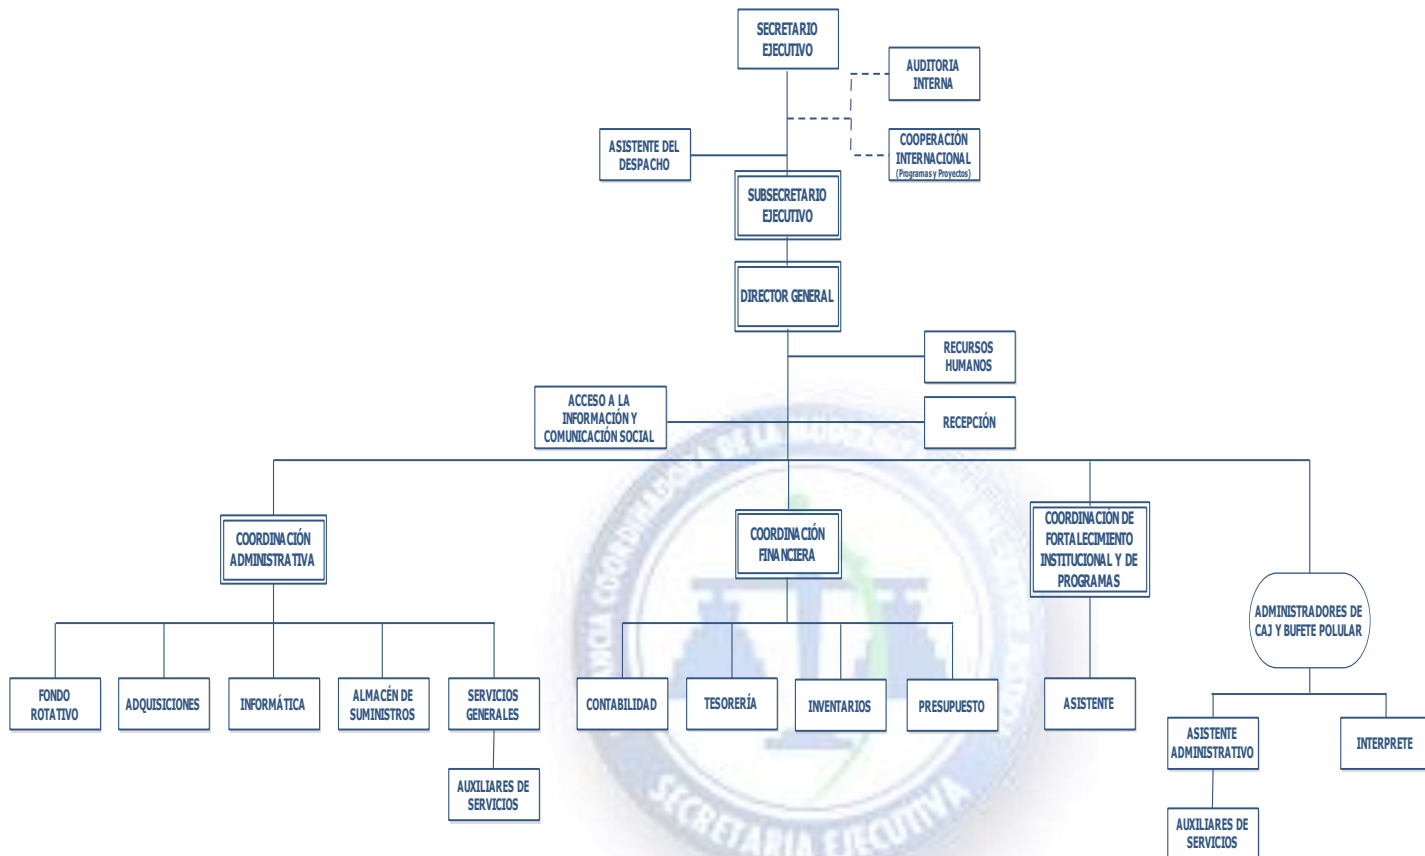 SECRETARIO
EJECUTIVO
AUDITORIA
INTERNA
ASISTENTE DEL
DESPACHO
COOPERACIÓN
INTERNACIONAL
(Programas y Proyectos)
SUBSECRETARIO
EJECUTIVO
DIRECTOR GENERAL
RECURSOS
HUMANOS
ACCESO A LA
INFORMACIÓN Y
COMUNICACIÓN SOCIAL
RECEPCIÓN
COORDINACIÓN
ADMINISTRATIVA
COORDINACIÓN
FINANCIERA
COORDINACIÓN DE
FORTALECIMIENTO
INSTITUCIONAL Y DE
PROGRAMAS
ADMINISTRADORES DE
CAJ Y BUFETE POLULAR
FONDO
ROTATIVO
ADQUISICIONES
INFORMÁTICA
ALMACÉN DE
SUMINISTROS
SERVICIOS
GENERALES
CONTABILIDAD
TESORERÍA
INVENTARIOS
PRESUPUESTO
ASISTENTE
ASISTENTE
ADMINISTRATIVO
INTERPRETE
AUXILIARES DE
SERVICIOS
AUXILIARES DE
SERVICIOS
COORDINADORA DE LA
SECRETARIA EJECUTIVA